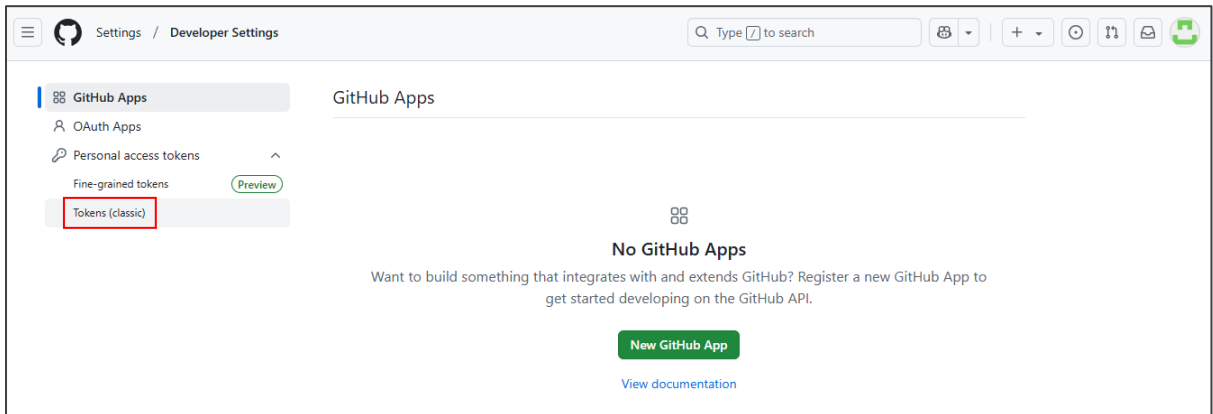 Settings / Developer Settings
Type / to search
GitHub Apps
OAuth Apps
Personal access tokens
Fine-grained tokens Preview
Tokens (classic)
GitHub Apps
No GitHub Apps
Want to build something that integrates with and extends GitHub? Register a new GitHub App to
get started developing on the GitHub API.
New GitHub App
View documentation